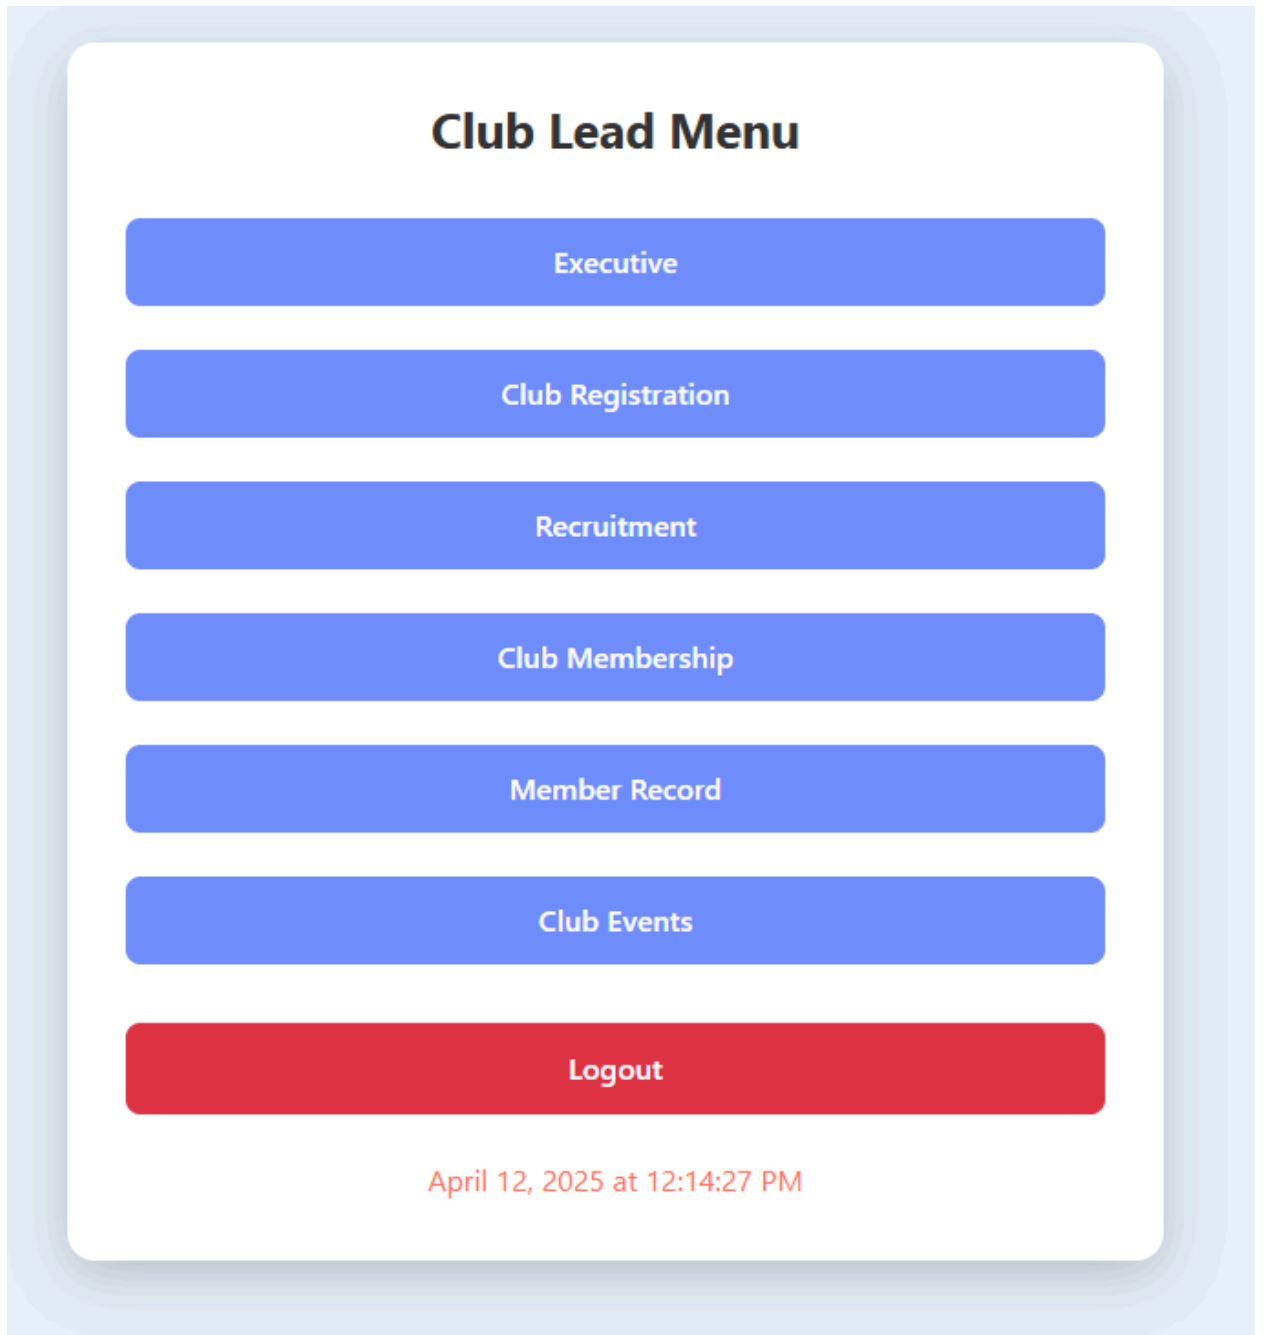 Club Lead Menu
Executive
Club Registration
Recruitment
Club Membership
Member Record
Club Events
Logout
April 12, 2025 at 12:14:27 PM